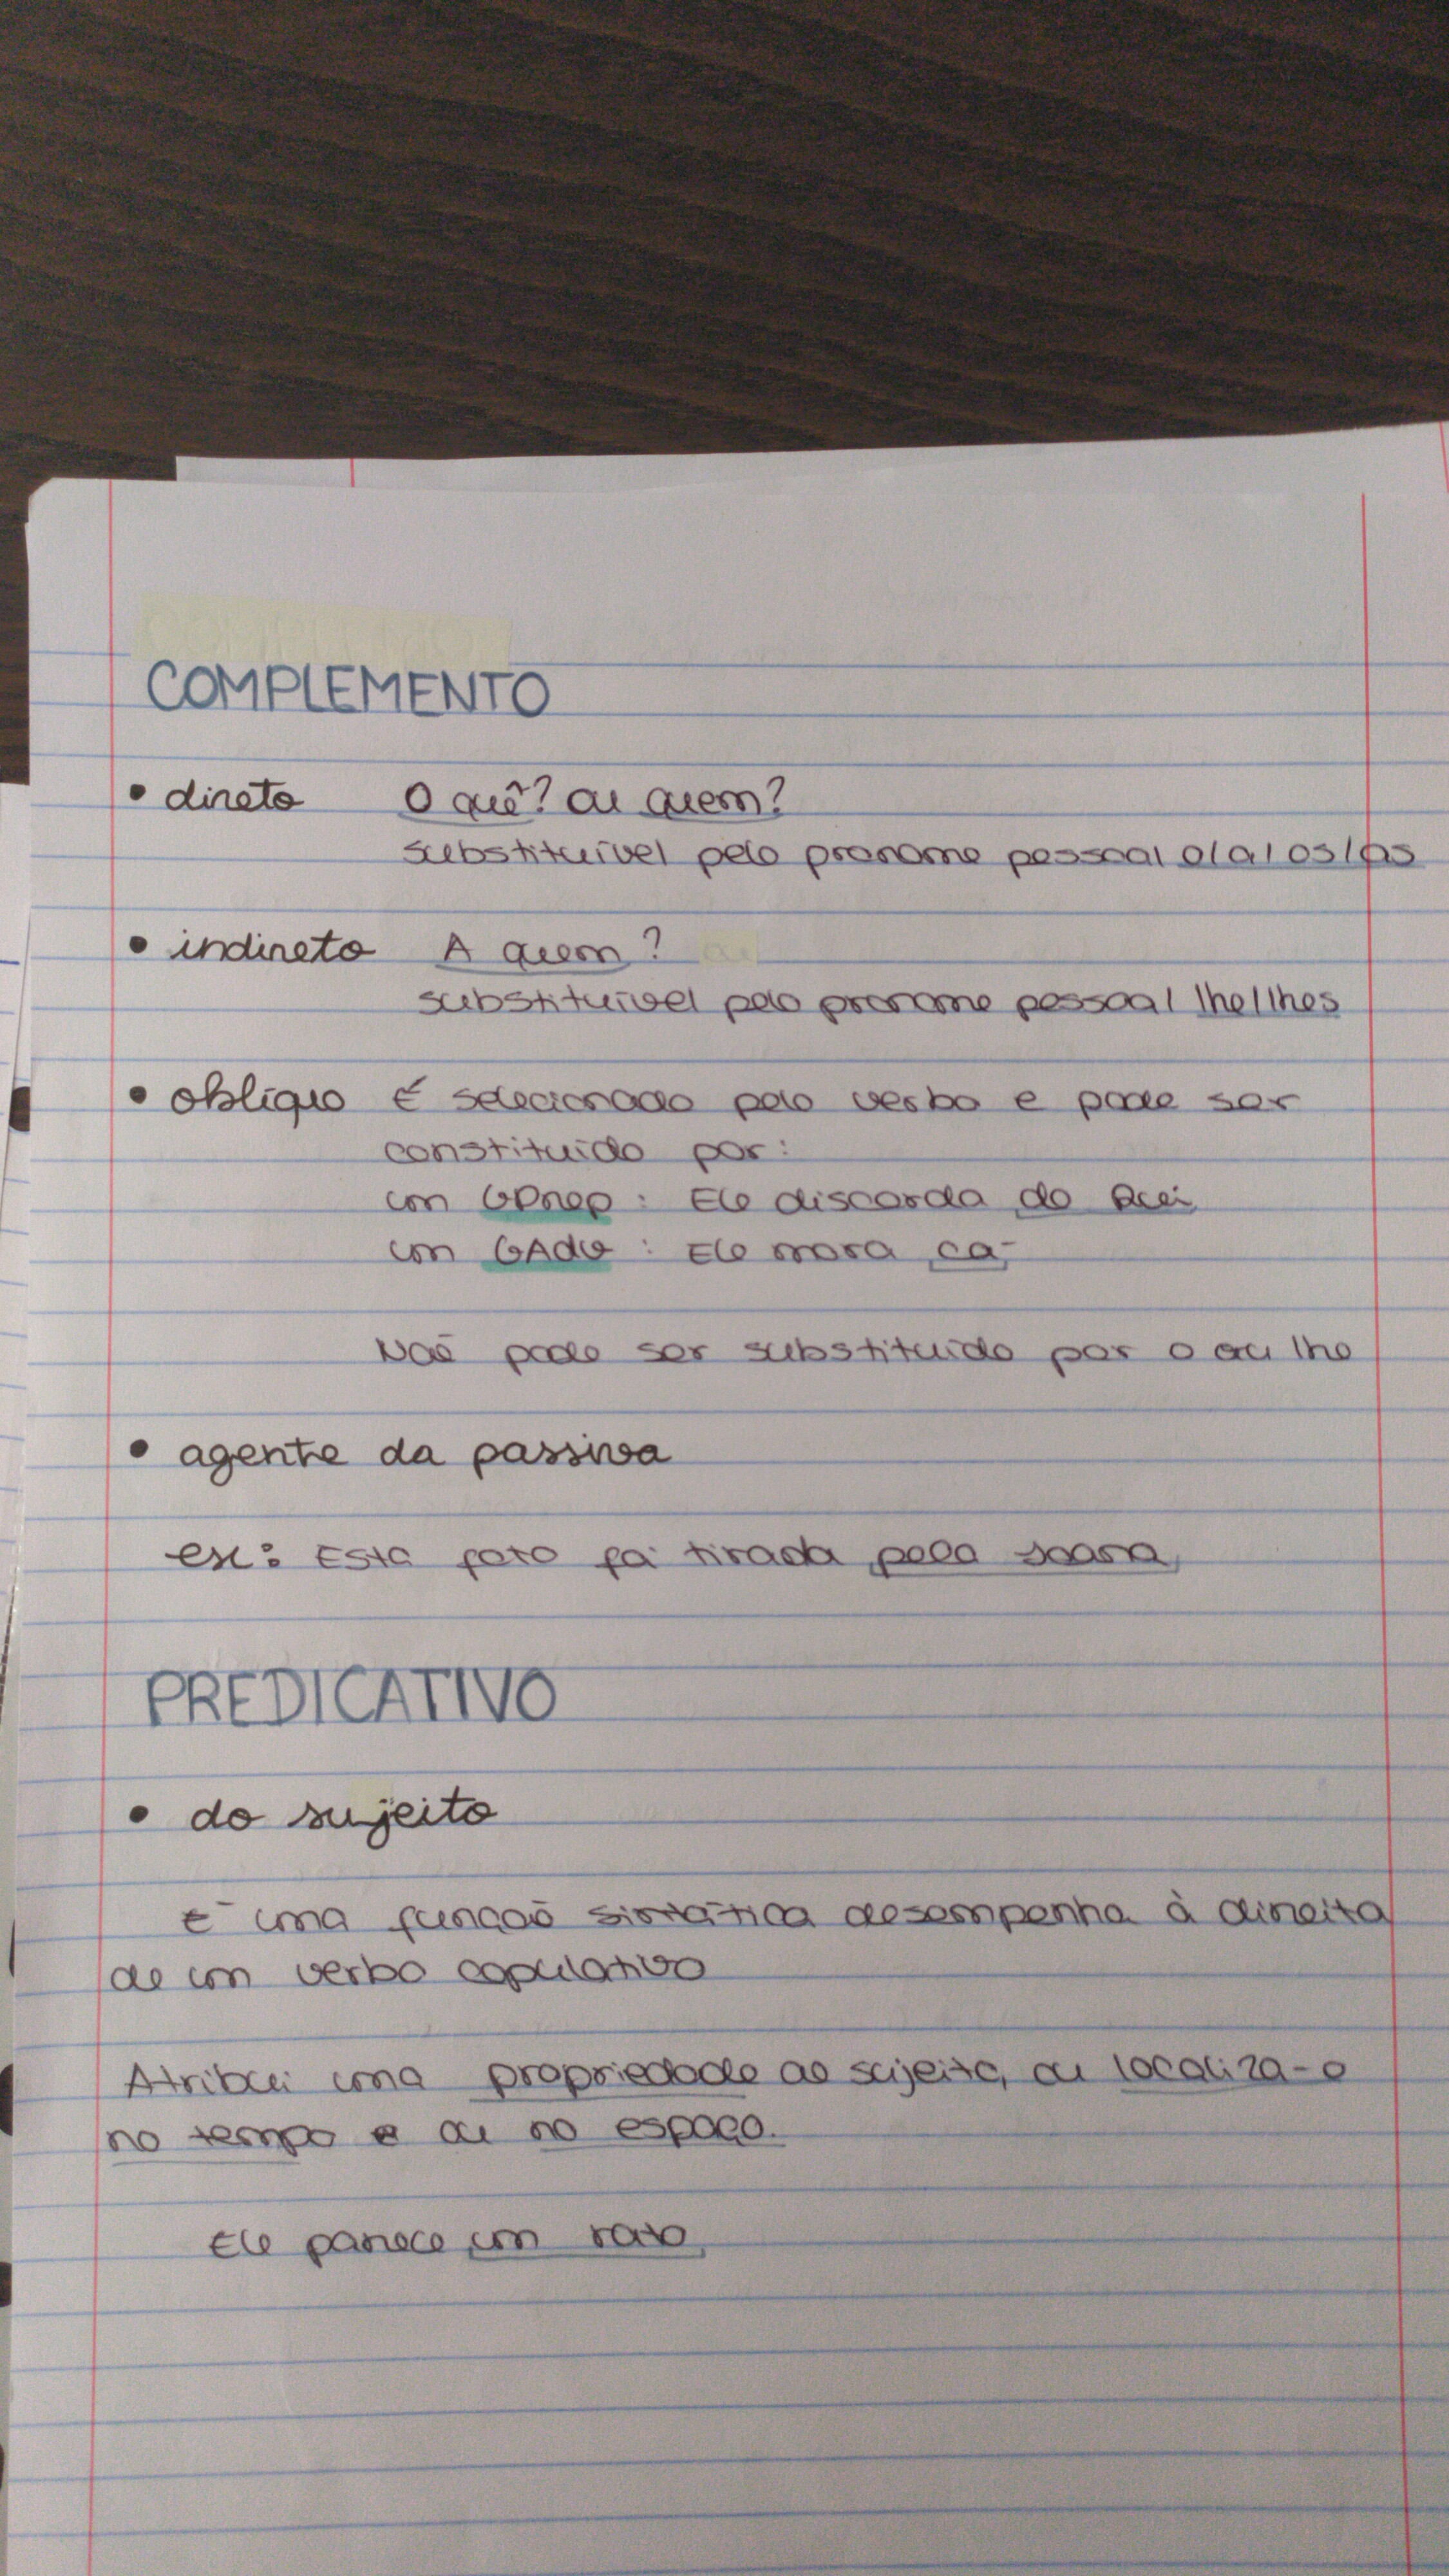 COMPLEMENTO
• direto O quê? ou quem?
substituível pelo pronome pessoal o/a/os/as
• indireto A quem?
substituível pelo pronome pessoal lhe/lhes
• oblíquo É selecionado pelo verbo e pode ser
constituído por:
um GPrep: Ele discorda do
um GAdv: Ele mora cá
Não pode ser substituido por o ou lhe
• agente da passiva
ex: Esta foto foi tirada pela
PREDICATIVO
• do sujeito
É uma função sintática desempenha à direita
de um verbo copulativo
Atribui uma propriedade ao sujeito, ou localiza-o
no tempo e ou no espaço.
Ele parece um